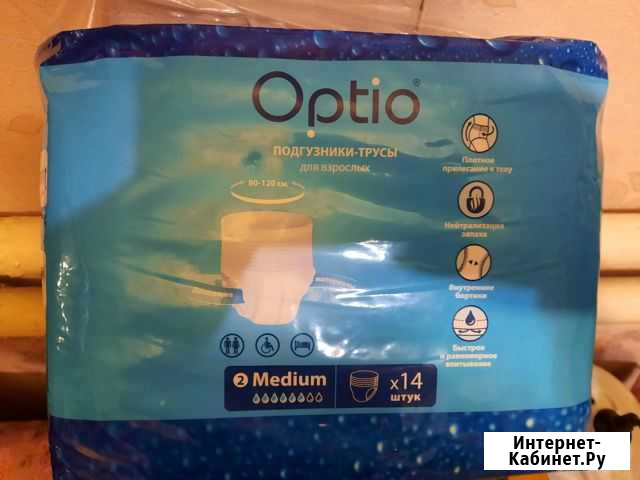 Optio®
ПОДГУЗНИКИ-ТРУСЫ
для взрослых
80-120 см
Плотное
прилегание к телу
Нейтрализация
запаха
Внутренние
бортики
Быстрое
и равномерное
впитывание
2 Medium
x14
штук
Интернет-
Кабинет.Ру